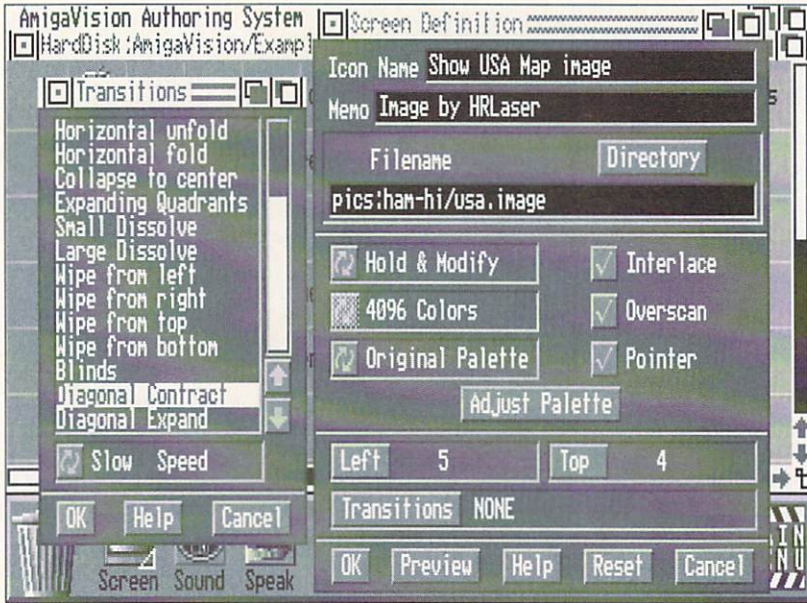 AmigaVision Authoring System
HardDisk:AmigaVision/Exampl
Transitions
Horizontal unfold
Horizontal fold
Collapse to center
Expanding Quadrants
Small Dissolve
Large Dissolve
Wipe from left
Wipe from right
Wipe from top
Wipe from bottom
Blinds
Diagonal Contract
Diagonal Expand
Slow Speed
OK Help Cancel
Screen Sound Speak
Screen Definition
Icon Name Show USA Map image
Memo Image by HRLaser
Filename Directory
pics:ham-hi/usa.image
Hold & Modify Interlace
4096 Colors Overscan
Original Palette Pointer
Adjust Palette
Left 5 Top 4
Transitions NONE
OK Preview Help Reset Cancel